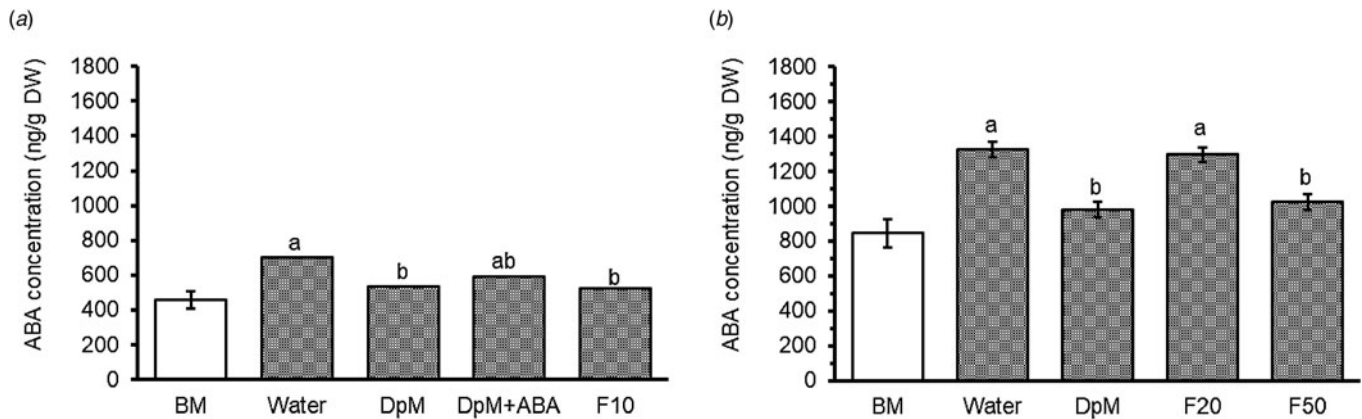 (a)
ABA concentration (ng/g DW)
1800
1600
1400
1200
1000
800
600
400
200
0
a
b
ab
b
BM Water DpM DpM+ABA F10
(b)
ABA concentration (ng/g DW)
1800
1600
1400
1200
1000
800
600
400
200
0
a
b
a
b
BM Water DpM F20 F50